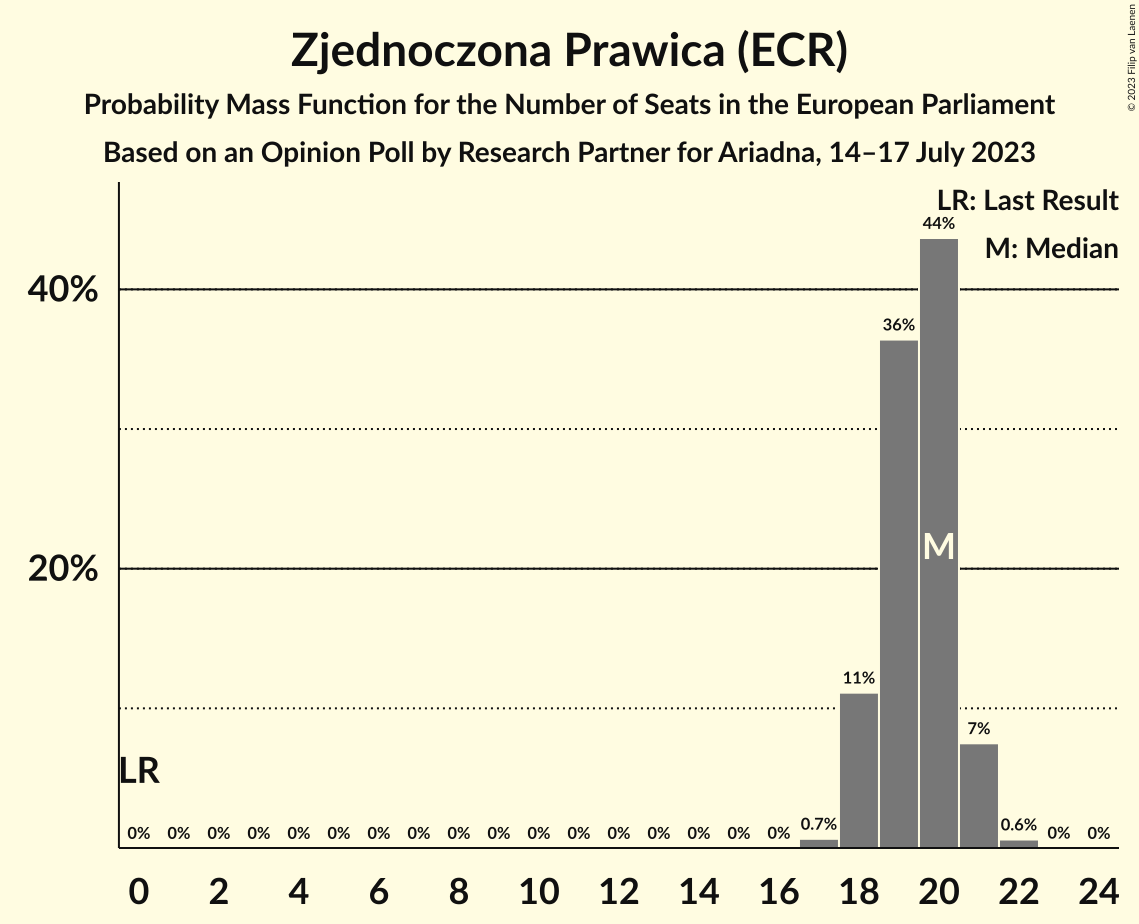 Zjednoczona Prawica (ECR)
Probability Mass Function for the Number of Seats in the European Parliament
Based on an Opinion Poll by Research Partner for Ariadna, 14–17 July 2023
© 2023 Filip van Laenen
LR: Last Result
M: Median
40%
20%
44%
36%
M
11%
7%
LR
0% 0% 0% 0% 0% 0% 0% 0% 0% 0% 0% 0% 0% 0% 0% 0% 0% 0.7% 0.6% 0% 0%
0 2 4 6 8 10 12 14 16 18 20 22 24